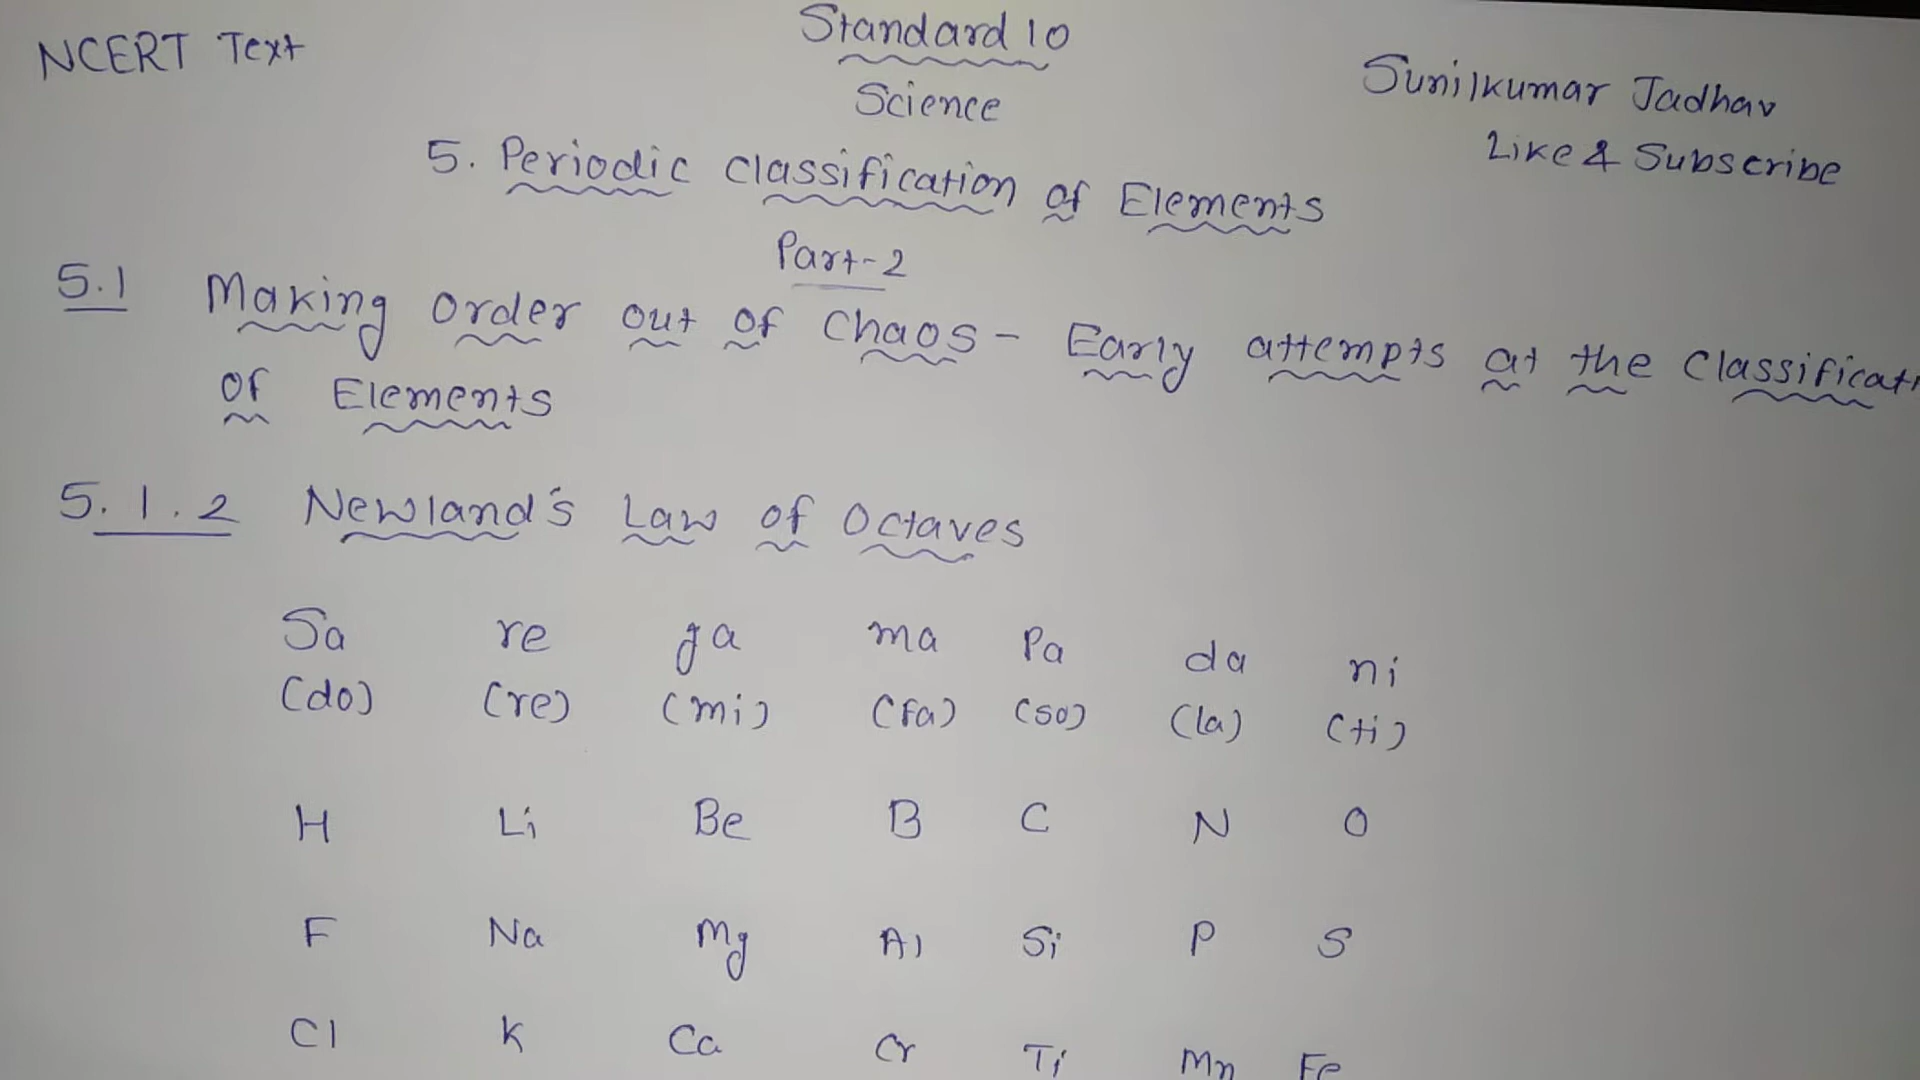 NCERT Text
Standard 10
Science
Sunilkumar Jadhav
Like & Subscribe
5. Periodic Classification of Elements
Part-2
5.1 Making Order out of Chaos - Early attempts at the Classificati
of Elements
5.1.2 Newland's Law of Octaves
Sa re ga ma Pa da ni
(do) (re) (mi) (fa) (so) (la) (ti)
H Li Be B C N O
F Na Mg Al Si P S
Cl K Ca Cr Ti Mn Fe